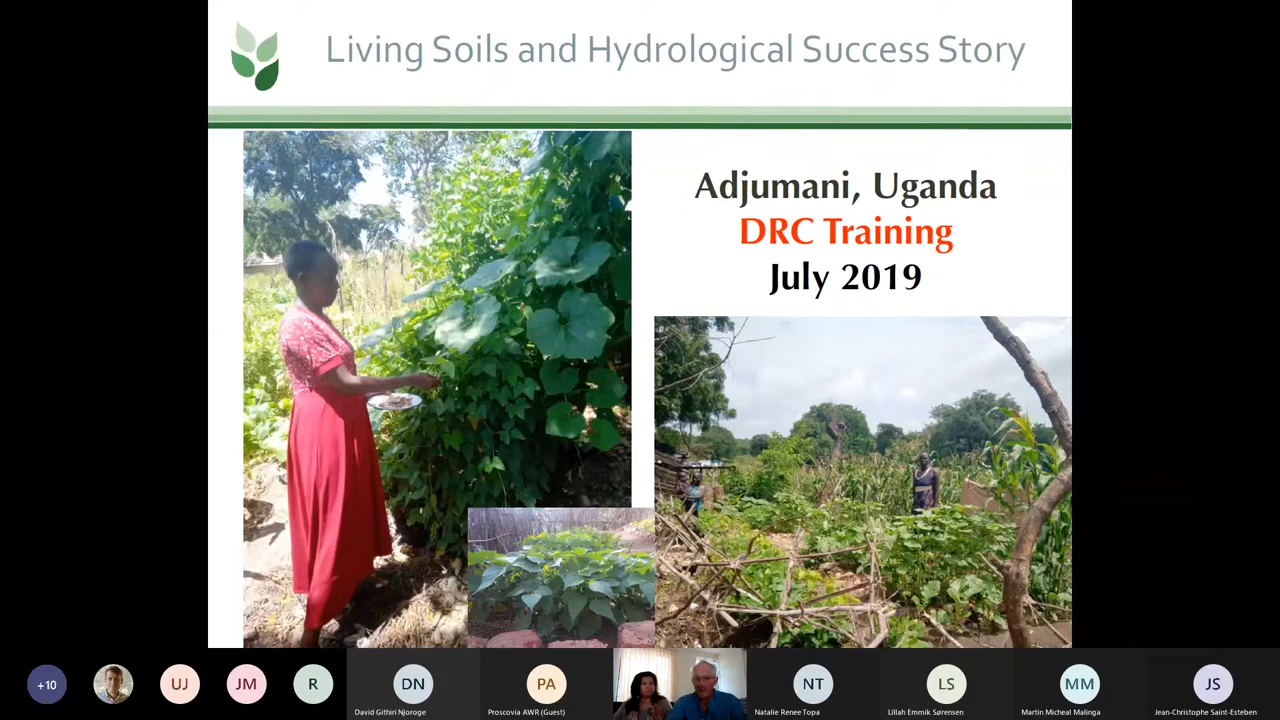 Living Soils and Hydrological Success Story
Adjumani, Uganda
DRC Training
July 2019
+10
UJ
JM
R
DN
David Githiri Njoroge
PA
Proscovia AWR (Guest)
NT
Natalie Renee Topa
LS
Lillah Emmik Sørensen
MM
Martin Micheal Malinga
JS
Jean-Christophe Saint-Esteben